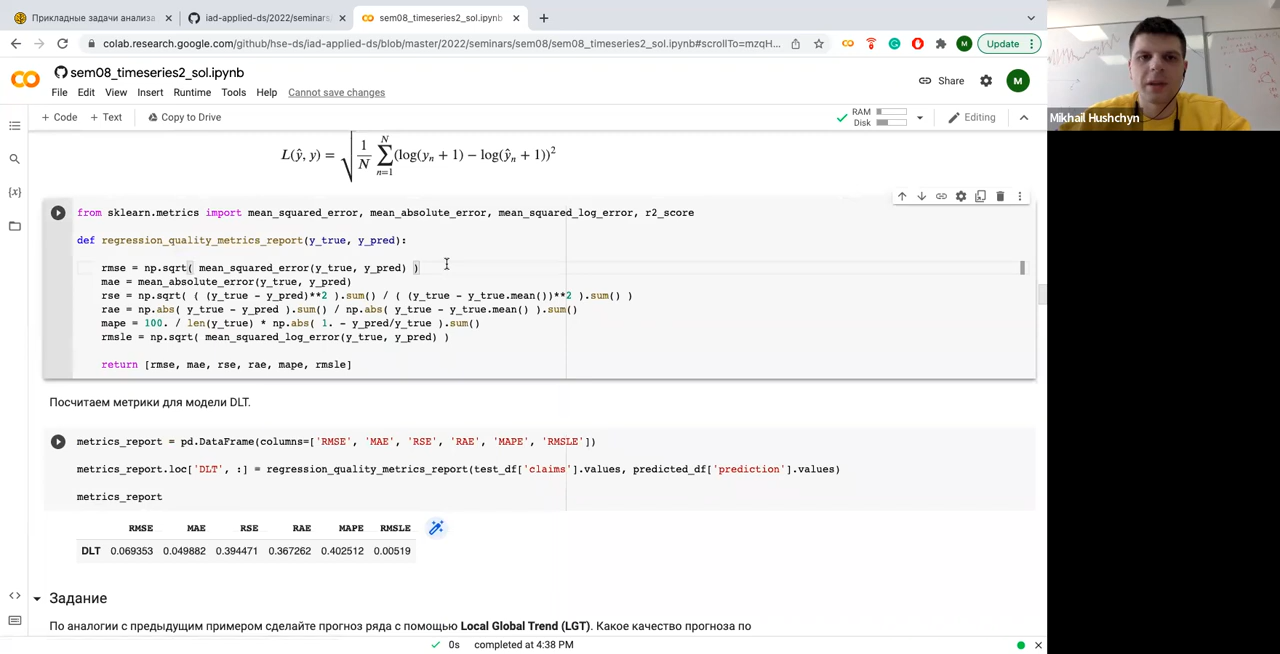 Прикладные задачи анализа
iad-applied-ds/2022/seminars/
sem08_timeseries2_sol.ipynb
colab.research.google.com/github/hse-ds/iad-applied-ds/blob/master/2022/seminars/sem08/sem08_timeseries2_sol.ipynb#scrollTo=mzqH...
M
Update
sem08_timeseries2_sol.ipynb
Share
M
File Edit View Insert Runtime Tools Help Cannot save changes
+ Code + Text Copy to Drive
RAM
Disk
Editing
L(ŷ, y) = √ 1/N ∑ N n=1 (log(yₙ + 1) − log(ŷₙ + 1))²
from sklearn.metrics import mean_squared_error, mean_absolute_error, mean_squared_log_error, r2_score
def regression_quality_metrics_report(y_true, y_pred):
rmse = np.sqrt( mean_squared_error(y_true, y_pred) )
mae = mean_absolute_error(y_true, y_pred)
rse = np.sqrt( ( (y_true - y_pred)**2 ).sum() / ( (y_true - y_true.mean())**2 ).sum() )
rae = np.abs( y_true - y_pred ).sum() / np.abs( y_true - y_true.mean() ).sum()
mape = 100. / len(y_true) * np.abs( 1. - y_pred/y_true ).sum()
rmsle = np.sqrt( mean_squared_log_error(y_true, y_pred) )
return [rmse, mae, rse, rae, mape, rmsle]
Посчитаем метрики для модели DLT.
metrics_report = pd.DataFrame(columns=['RMSE', 'MAE', 'RSE', 'RAE', 'MAPE', 'RMSLE'])
metrics_report.loc['DLT', :] = regression_quality_metrics_report(test_df['claims'].values, predicted_df['prediction'].values)
metrics_report
RMSE MAE RSE RAE MAPE RMSLE
DLT 0.069353 0.049882 0.394471 0.367262 0.402512 0.00519
Задание
По аналогии с предыдущим примером сделайте прогноз ряда с помощью Local Global Trend (LGT). Какое качество прогноза по
0s completed at 4:38 PM
Mikhail Hushchyn